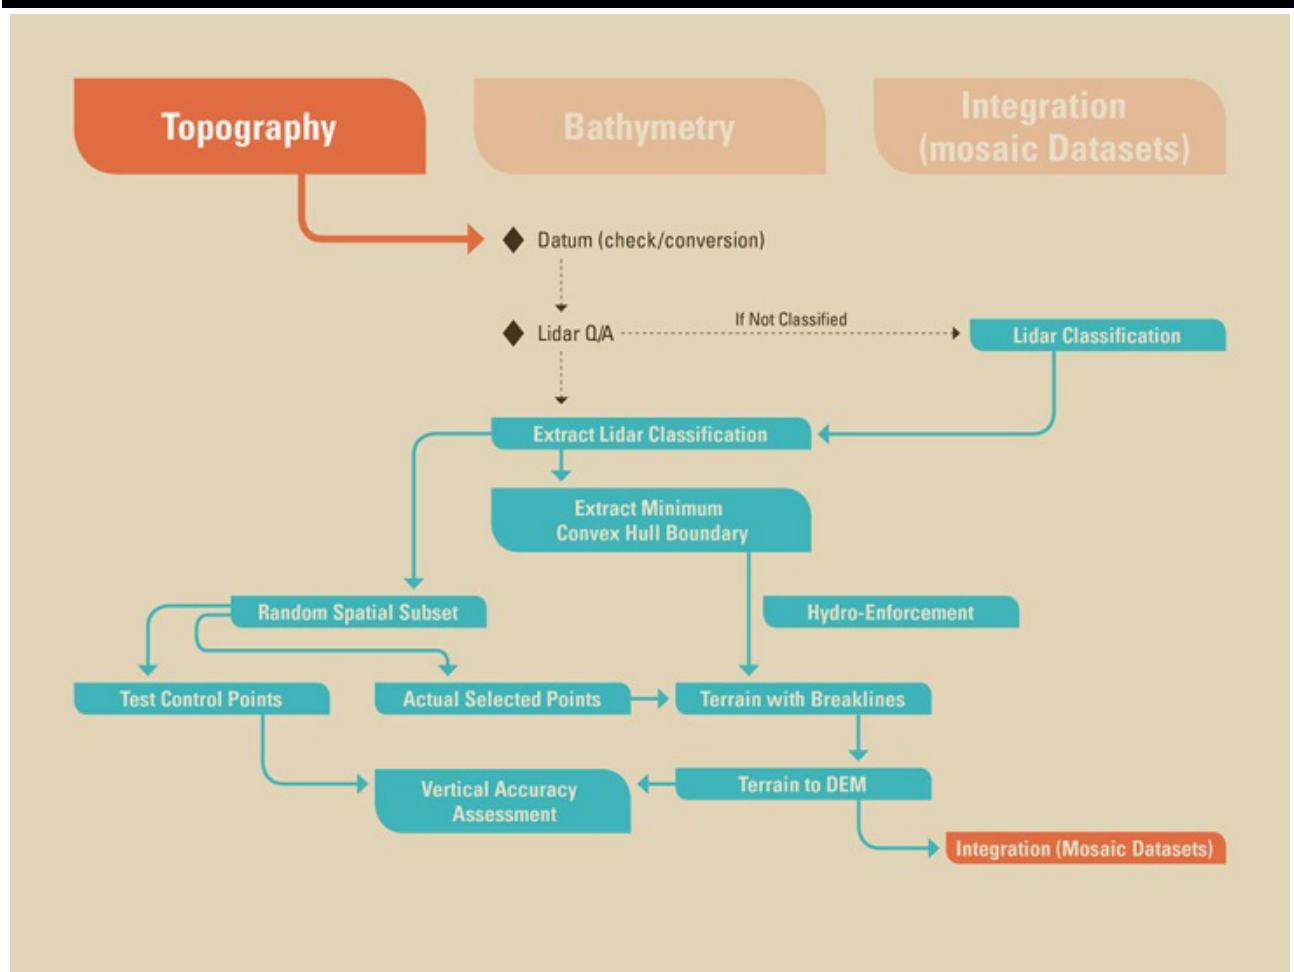 Topography
Bathymetry
Integration
(mosaic Datasets)
Datum (check/conversion)
Lidar Q/A
If Not Classified
Lidar Classification
Extract Lidar Classification
Extract Minimum
Convex Hull Boundary
Random Spatial Subset
Hydro-Enforcement
Test Control Points
Actual Selected Points
Terrain with Breaklines
Vertical Accuracy
Assessment
Terrain to DEM
Integration (Mosaic Datasets)